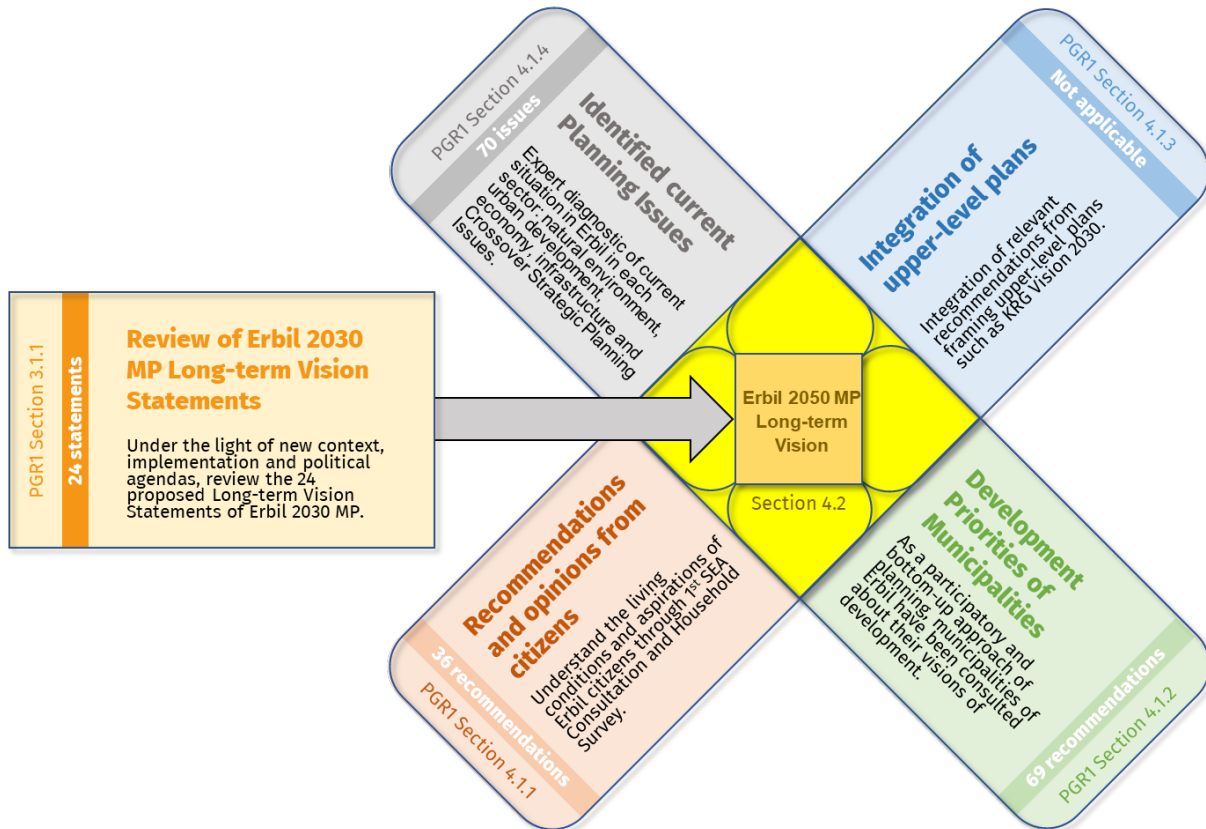 PGR1 Section 4.1.4
70 issues
Identified current
Planning Issues
Expert diagnostic of current
situation in Erbil in each
sector: natural environment,
urban development,
economy, infrastructure and
Crossover Strategic Planning
Issues.
PGR1 Section 4.1.3
Not applicable
Integration of
upper-level plans
Integration of relevant
recommendations from
framing upper-level plans
such as KRG Vision 2030.
PGR1 Section 3.1.1
24 statements
Review of Erbil 2030
MP Long-term Vision
Statements
Under the light of new context,
implementation and political
agendas, review the 24
proposed Long-term Vision
Statements of Erbil 2030 MP.
Erbil 2050 MP
Long-term
Vision
Section 4.2
Recommendations
and opinions from
citizens
Understand the living
conditions and aspirations of
Erbil citizens through 1st SEA
Consultation and Household
Survey.
36 recommendations
PGR1 Section 4.1.1
Development
Priorities of
Municipalities
As a participatory and
bottom-up approach of
planning, municipalities of
Erbil have been consulted
about their visions of
development.
69 recommendations
PGR1 Section 4.1.2